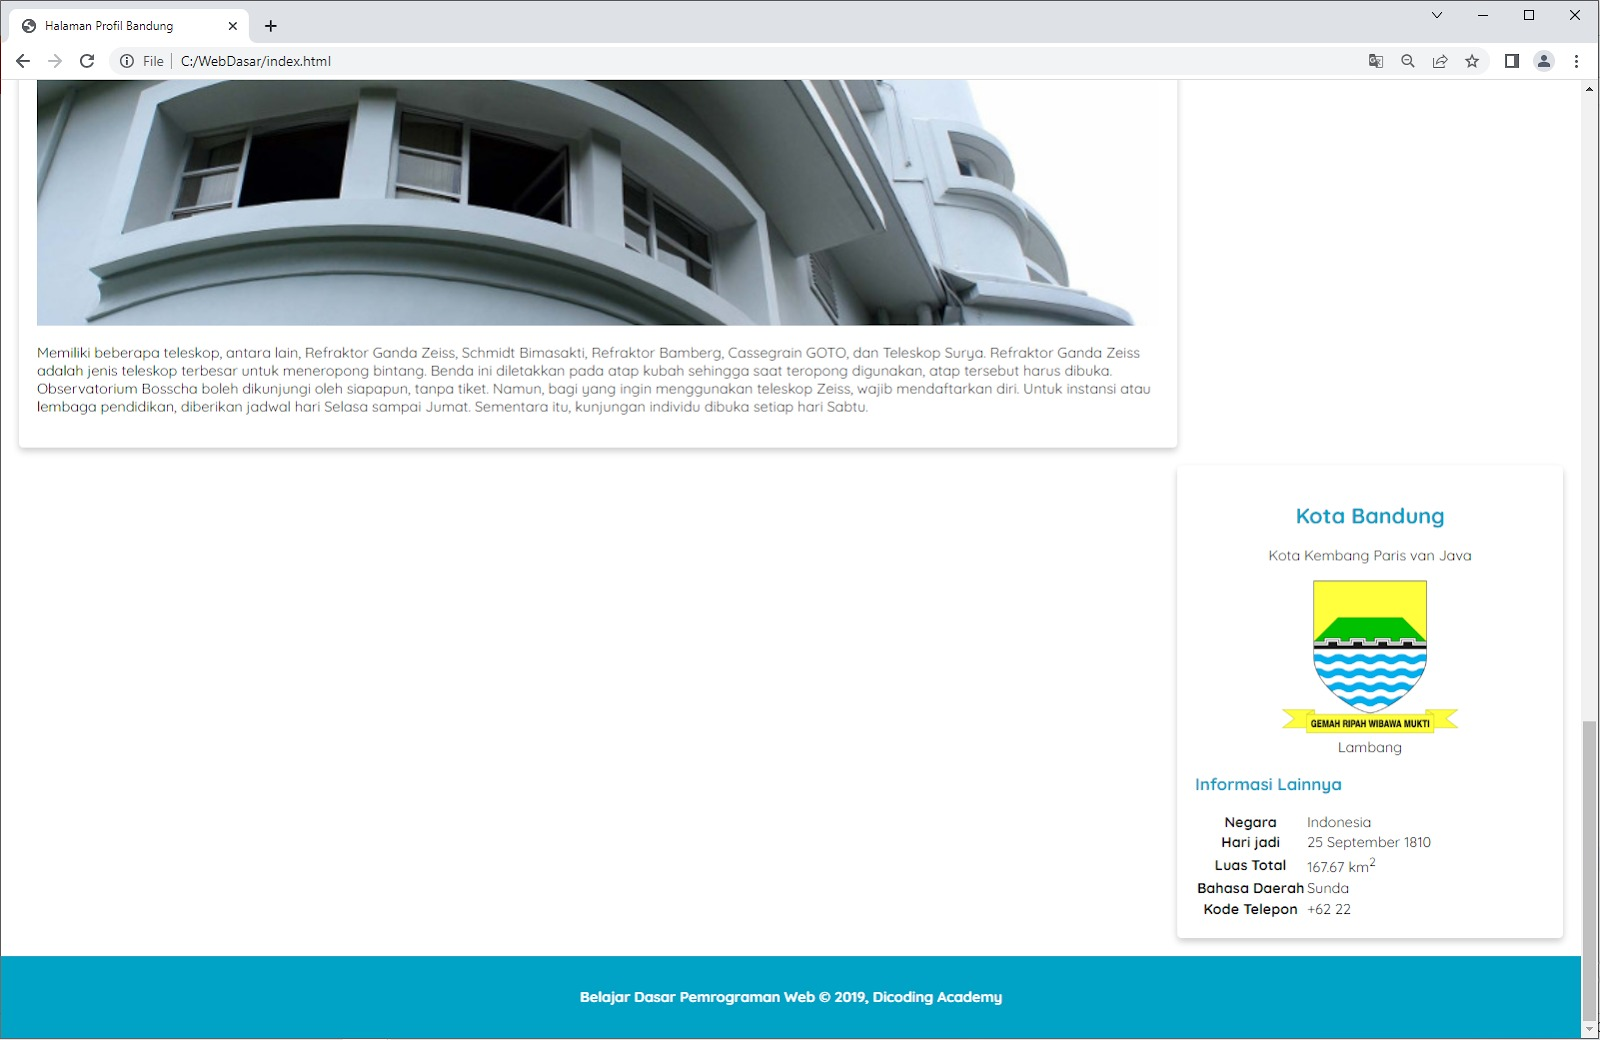 Halaman Profil Bandung
File
C:/WebDasar/index.html
Memiliki beberapa teleskop, antara lain, Refraktor Ganda Zeiss, Schmidt Bimasakti, Refraktor Bamberg, Cassegrain GOTO, dan Teleskop Surya. Refraktor Ganda Zeiss
adalah jenis teleskop terbesar untuk meneropong bintang. Benda ini diletakkan pada atap kubah sehingga saat teropong digunakan, atap tersebut harus dibuka.
Observatorium Bosscha boleh dikunjungi oleh siapapun, tanpa tiket. Namun, bagi yang ingin menggunakan teleskop Zeiss, wajib mendaftarkan diri. Untuk instansi atau
lembaga pendidikan, diberikan jadwal hari Selasa sampai Jumat. Sementara itu, kunjungan individu dibuka setiap hari Sabtu.
Kota Bandung
Kota Kembang Paris van Java
GEMAH RIPAH WIBAWA MUKTI
Lambang
Informasi Lainnya
Negara Indonesia
Hari jadi 25 September 1810
Luas Total 167.67 km²
Bahasa Daerah Sunda
Kode Telepon +62 22
Belajar Dasar Pemrograman Web © 2019, Dicoding Academy